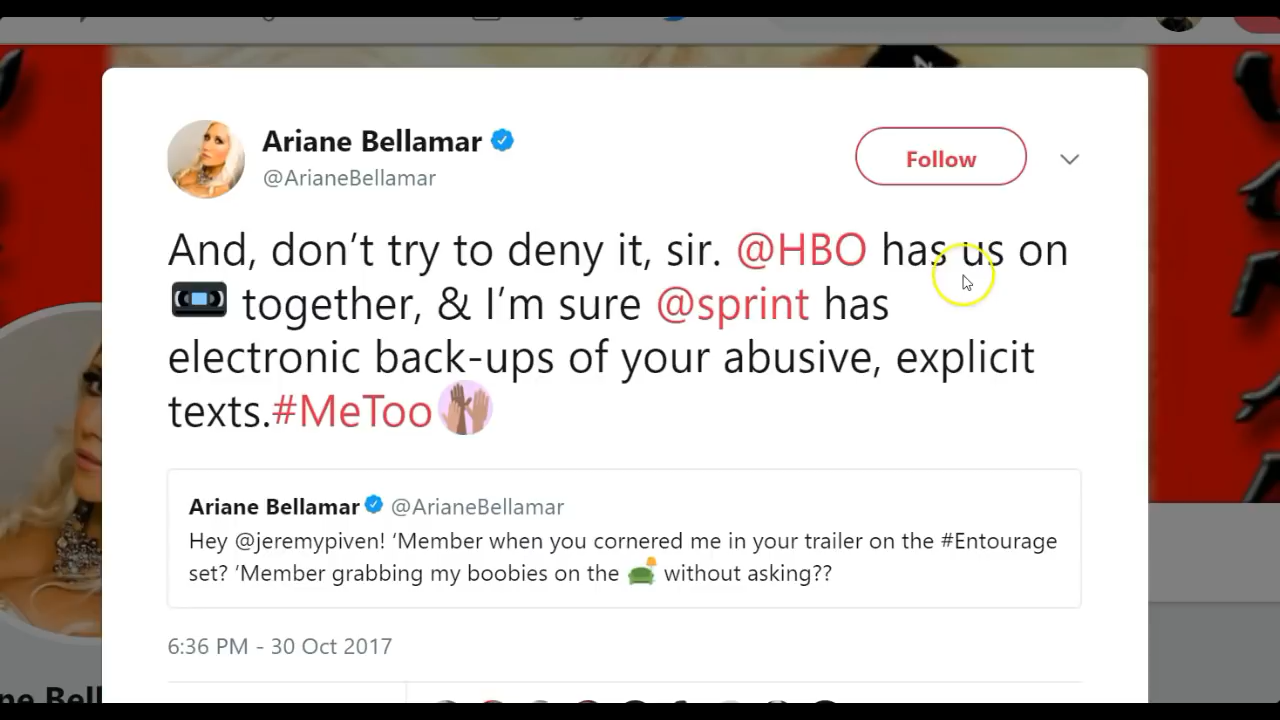 Ariane Bellamar
@ArianeBellamar
Follow
And, don’t try to deny it, sir. @HBO has us on
together, & I’m sure @sprint has
electronic back-ups of your abusive, explicit
texts.#MeToo
Ariane Bellamar @ArianeBellamar
Hey @jeremypiven! ‘Member when you cornered me in your trailer on the #Entourage
set? ‘Member grabbing my boobies on the without asking??
6:36 PM - 30 Oct 2017
ne Bell